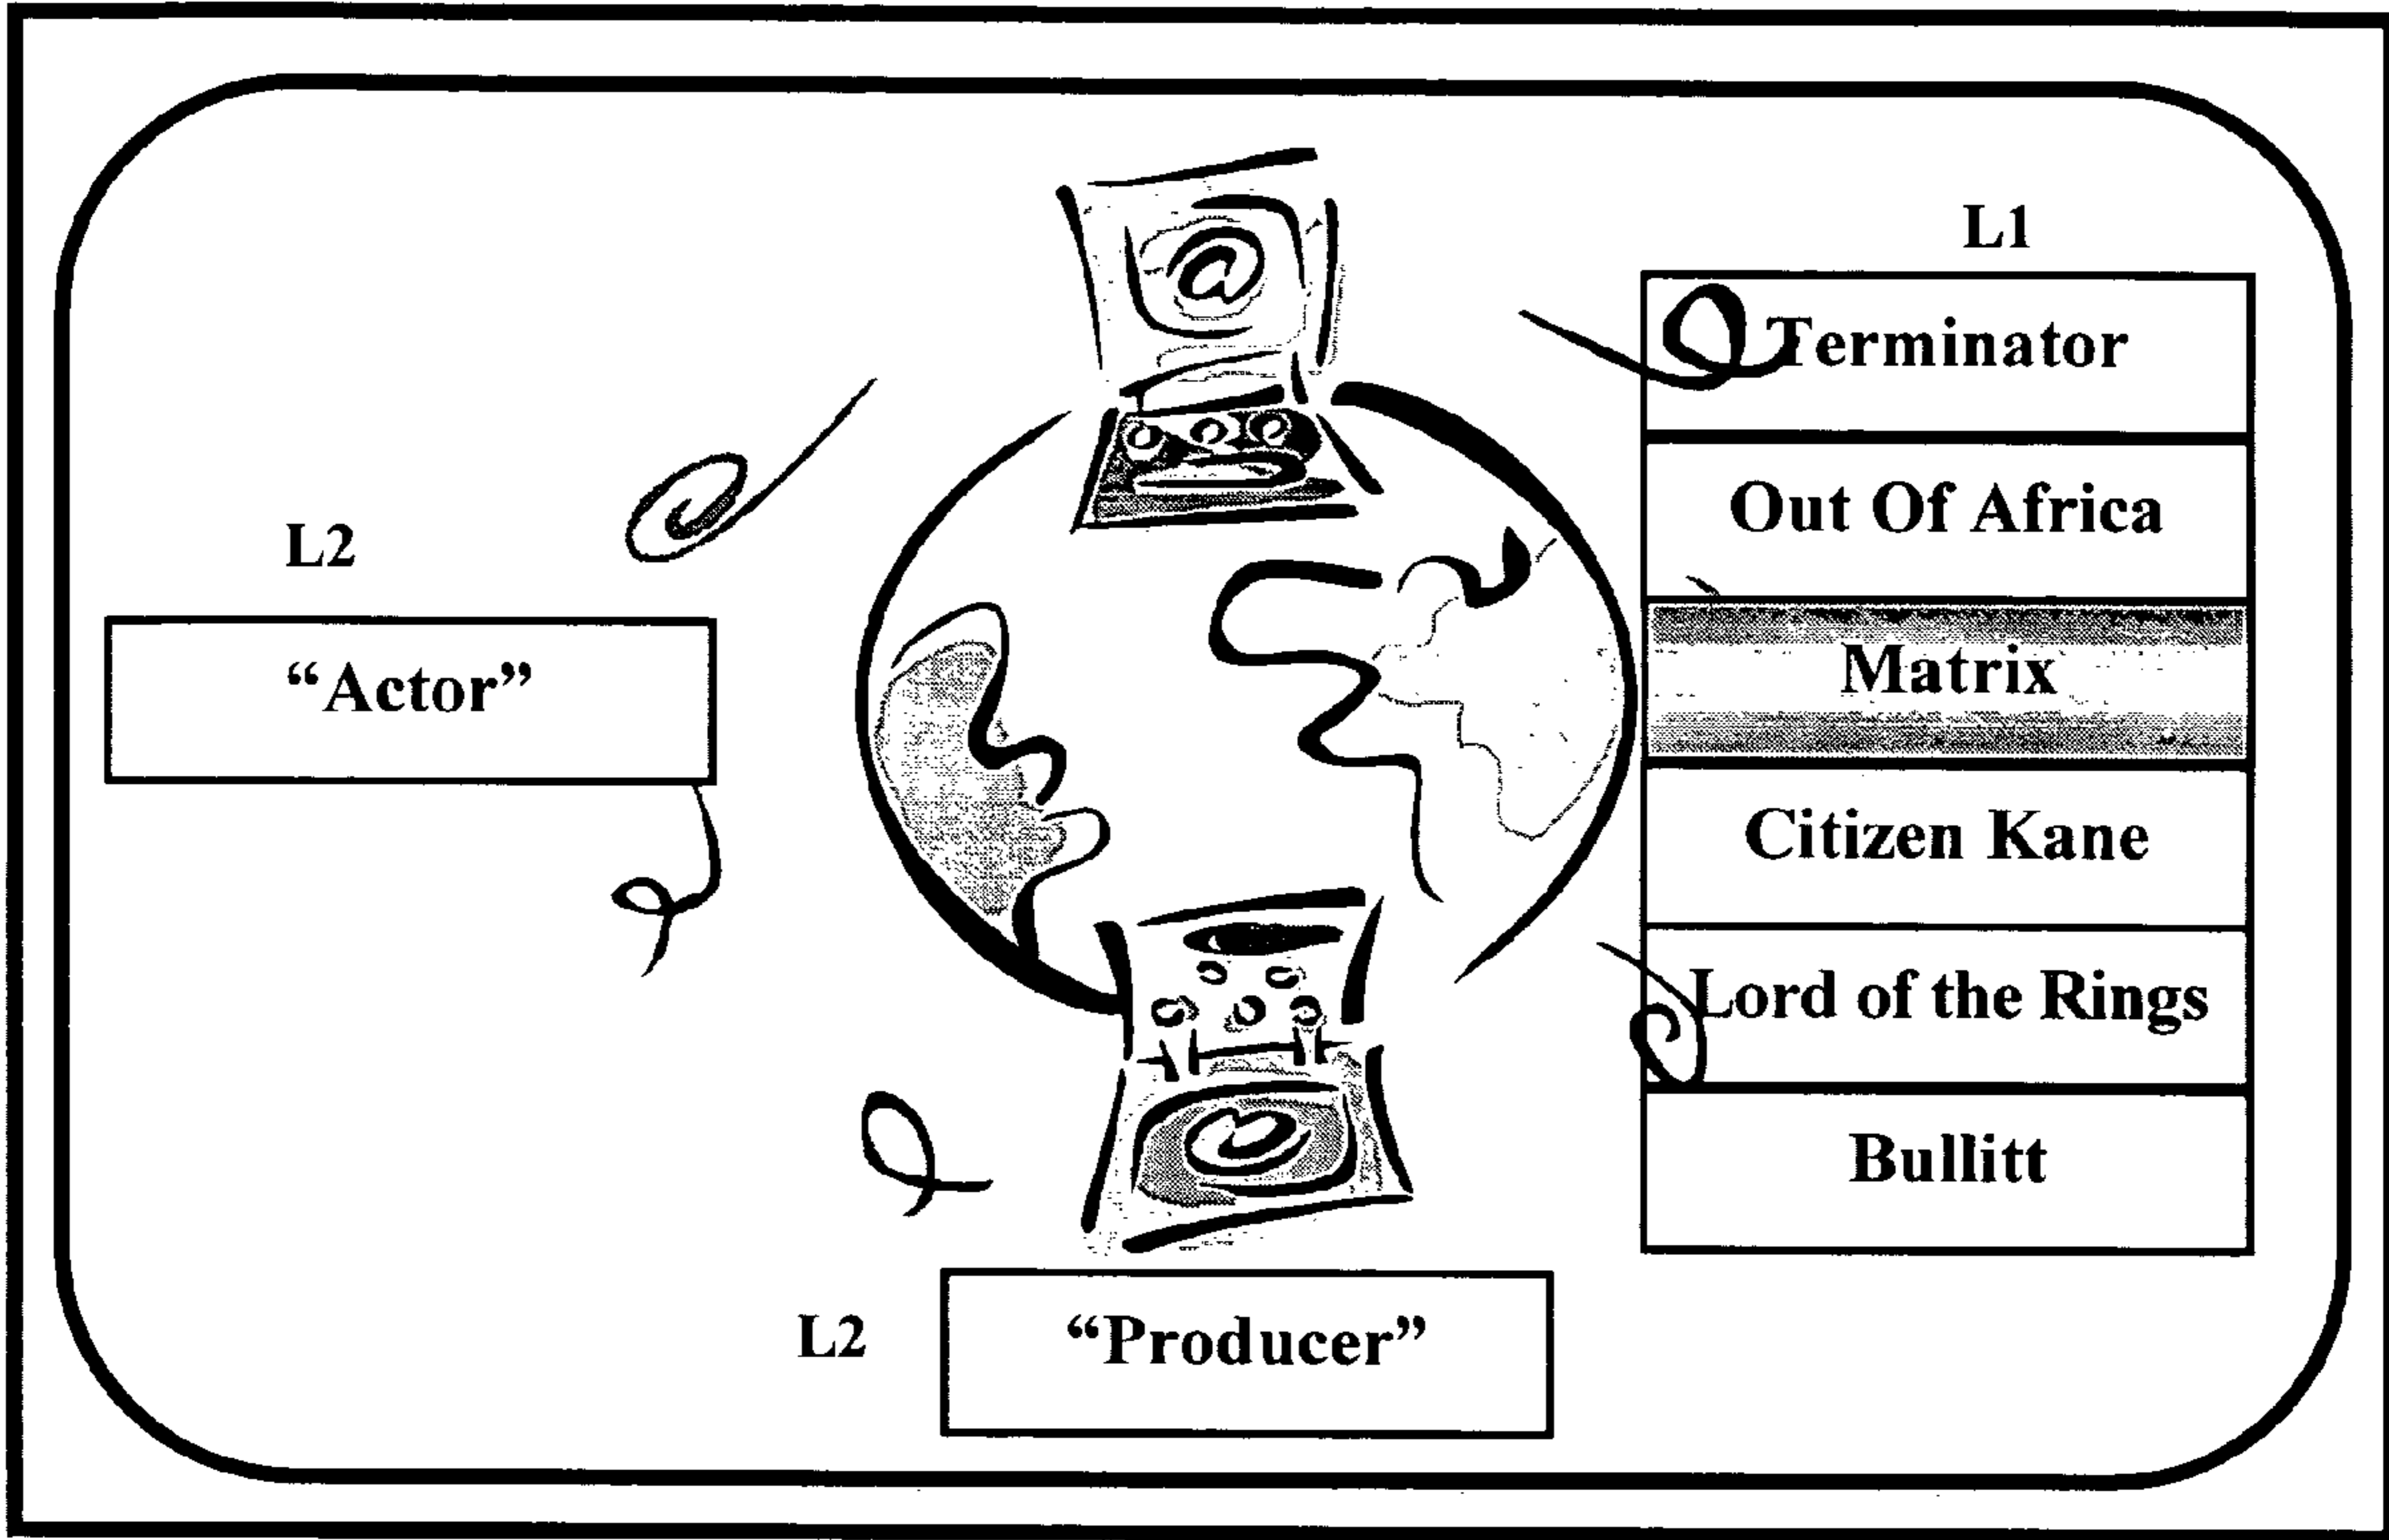 L1
Terminator
Out Of Africa
L2
“Actor”
Matrix
Citizen Kane
Lord of the Rings
Bullitt
L2
“Producer”
@